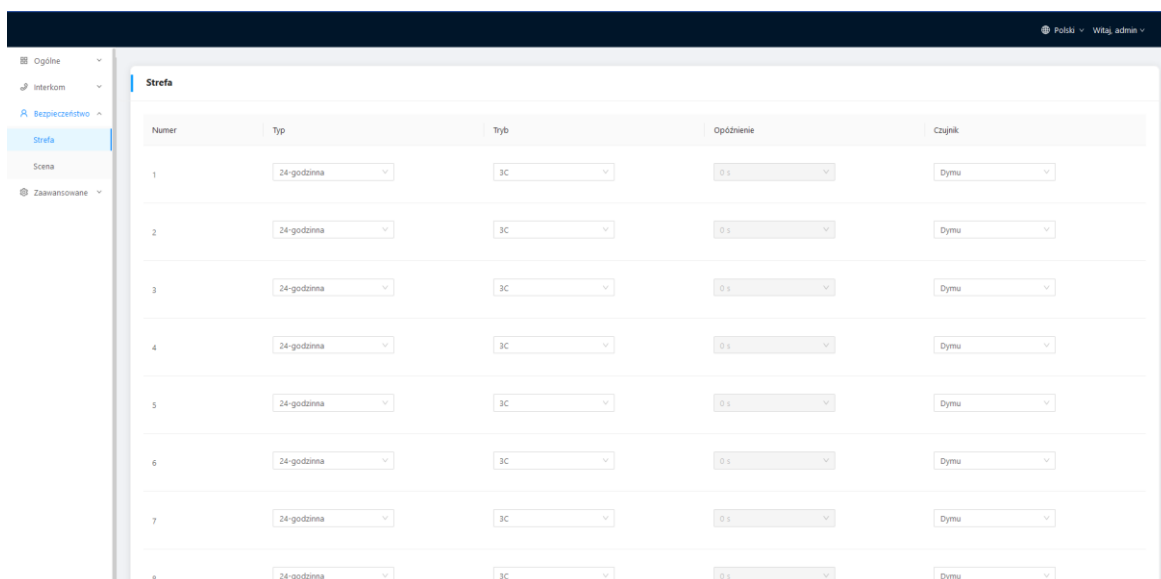 Polski Witaj, admin
Ogólne
Interkom
Bezpieczeństwo
Strefa
Scena
Zaawansowane
Strefa
Numer Typ Tryb Opóźnienie Czujnik
1 24-godzinna 3C 0 s Dymu
2 24-godzinna 3C 0 s Dymu
3 24-godzinna 3C 0 s Dymu
4 24-godzinna 3C 0 s Dymu
5 24-godzinna 3C 0 s Dymu
6 24-godzinna 3C 0 s Dymu
7 24-godzinna 3C 0 s Dymu
8 24-godzinna 3C 0 s Dymu